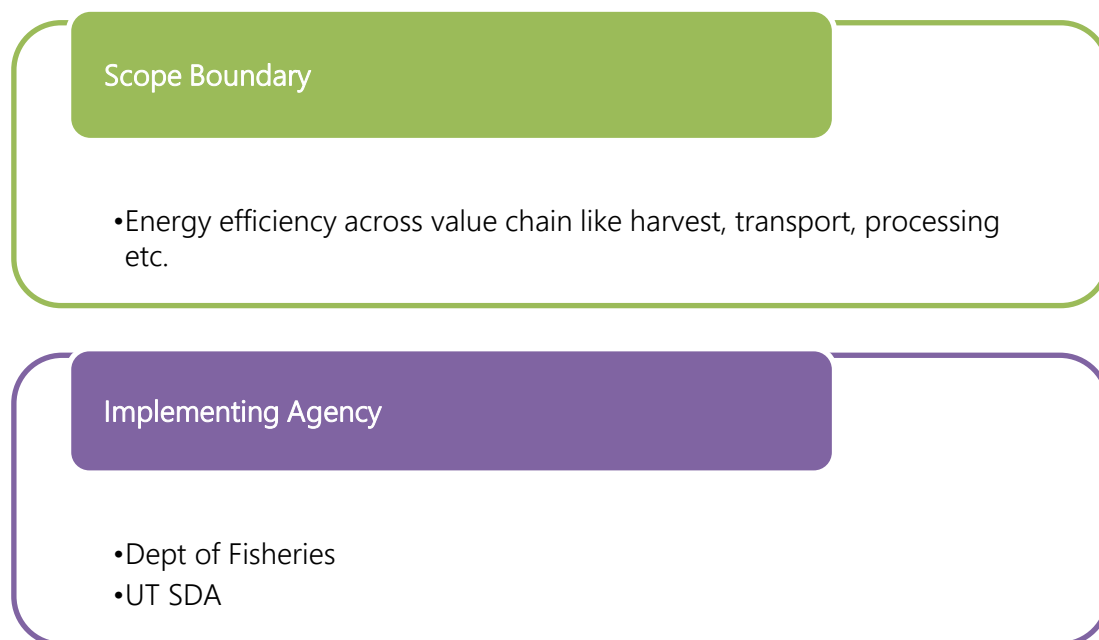 Scope Boundary
•Energy efficiency across value chain like harvest, transport, processing
etc.
Implementing Agency
•Dept of Fisheries
•UT SDA